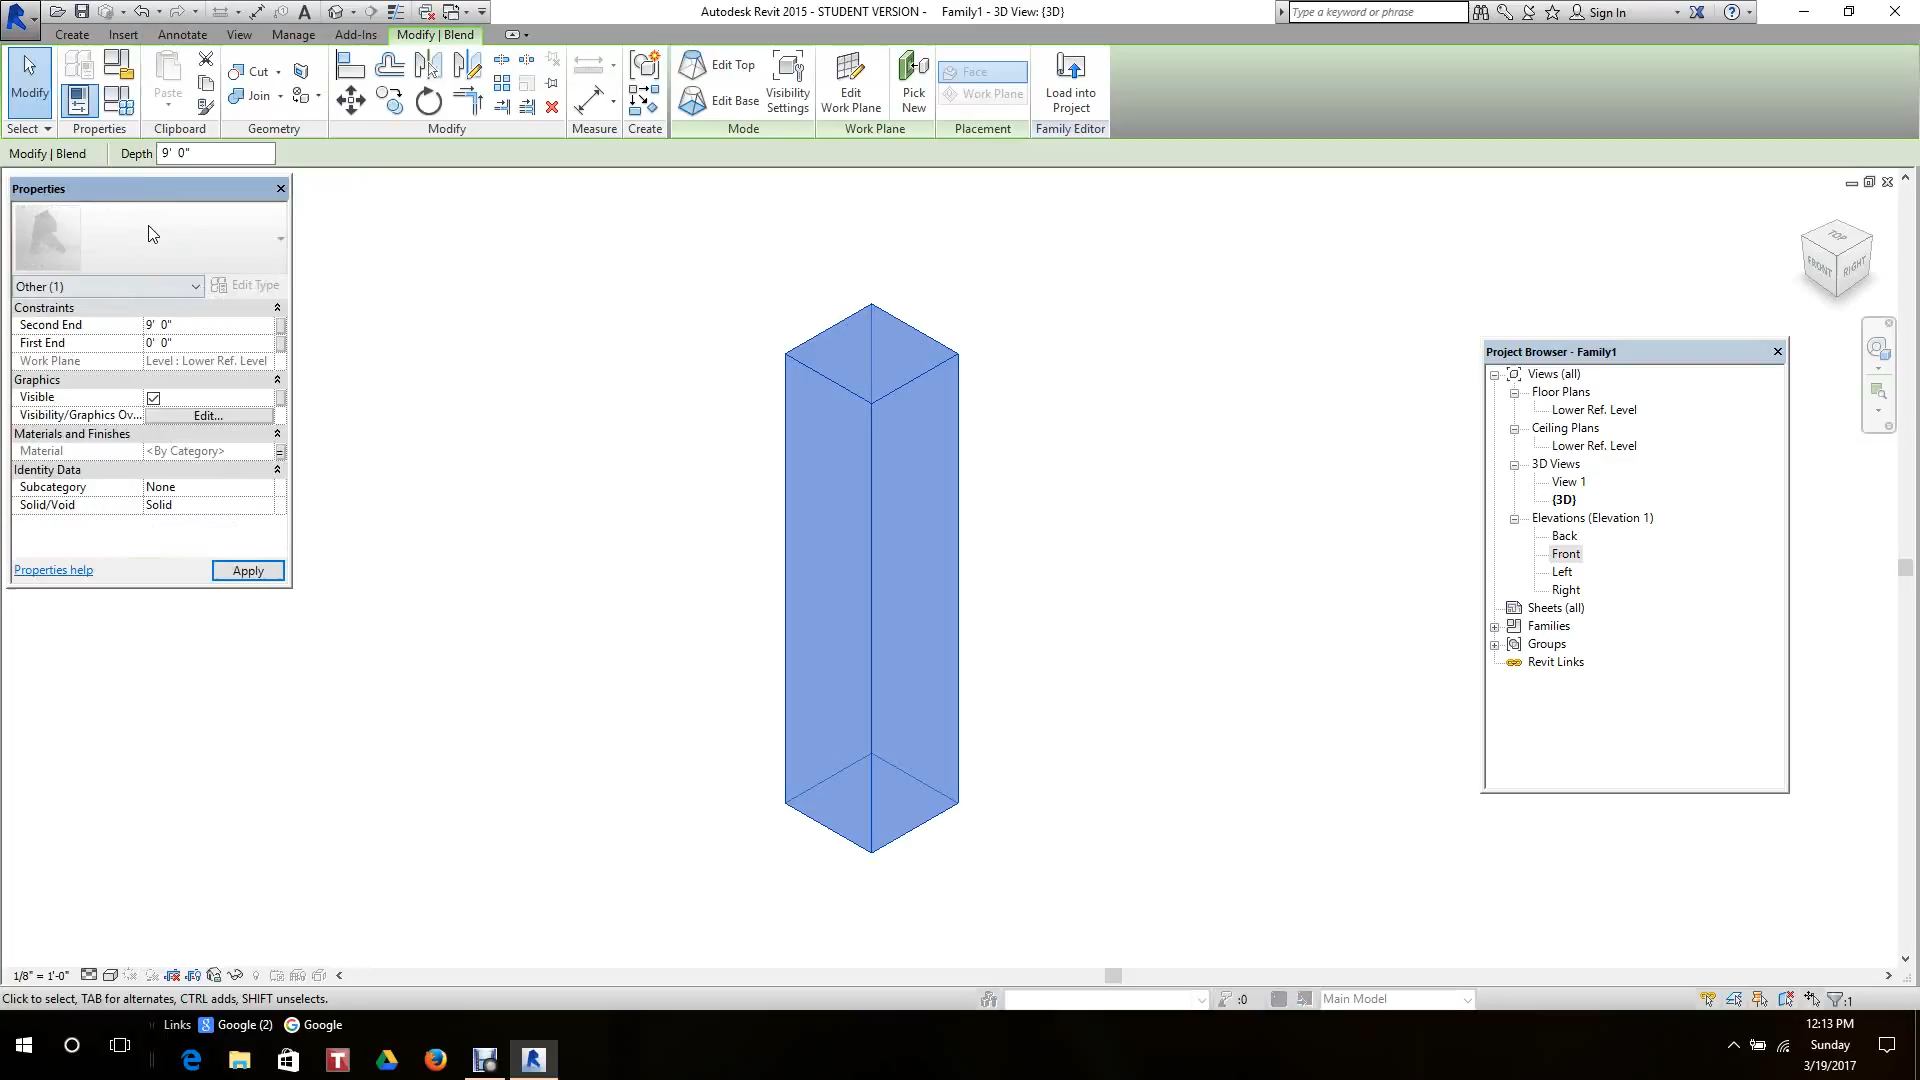 Autodesk Revit 2015 - STUDENT VERSION - Family1 - 3D View: {3D}
Type a keyword or phrase
Sign In
Create Insert Annotate View Manage Add-Ins Modify | Blend
Modify
Paste
Cut
Join
Edit Top
Edit Base
Visibility
Settings
Edit
Work Plane
Pick
New
Face
Work Plane
Load into
Project
Select Properties Clipboard Geometry Modify Measure Create Mode Work Plane Placement Family Editor
Modify | Blend Depth 9' 0"
Properties
Other (1) Edit Type
Constraints
Second End 9' 0"
First End 0' 0"
Work Plane Level : Lower Ref. Level
Graphics
Visible
Visibility/Graphics Ov... Edit...
Materials and Finishes
Material <By Category>
Identity Data
Subcategory None
Solid/Void Solid
Properties help Apply
TOP
FRONT RIGHT
Project Browser - Family1
Views (all)
Floor Plans
Lower Ref. Level
Ceiling Plans
Lower Ref. Level
3D Views
View 1
{3D}
Elevations (Elevation 1)
Back
Front
Left
Right
Sheets (all)
Families
Groups
Revit Links
1/8" = 1'-0"
Click to select, TAB for alternates, CTRL adds, SHIFT unselects.
:0
Main Model
:1
Links Google (2) Google
12:13 PM
Sunday
3/19/2017